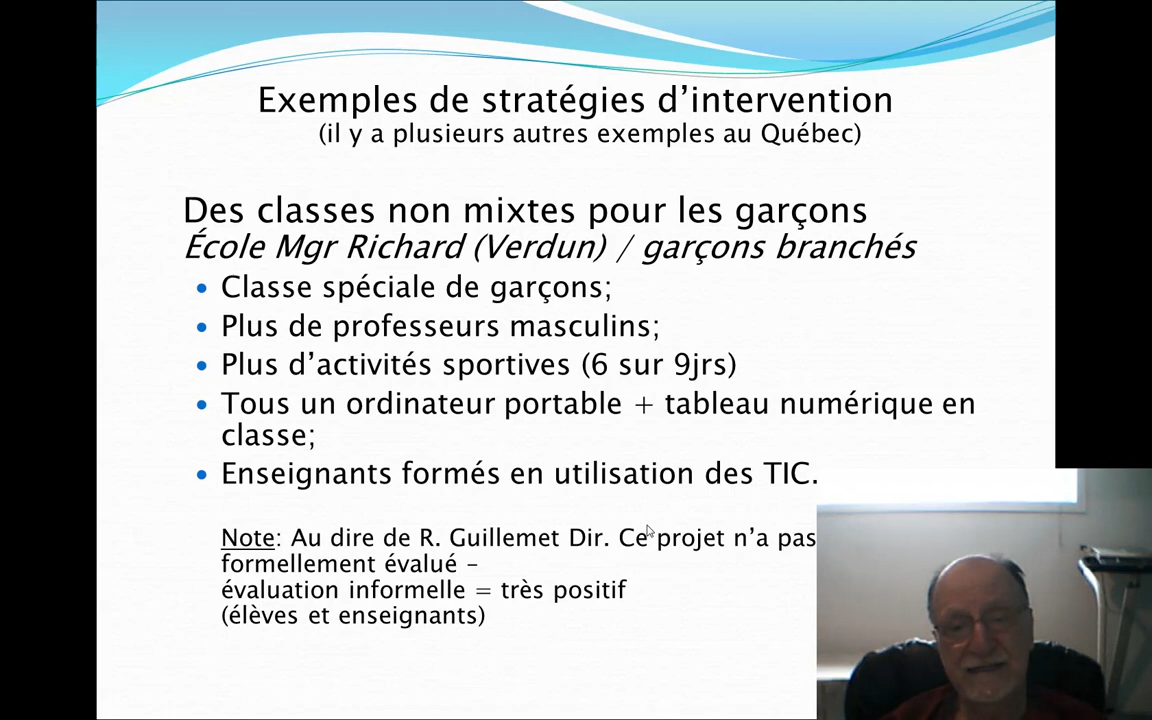 Exemples de stratégies d’intervention
(il y a plusieurs autres exemples au Québec)
Des classes non mixtes pour les garçons
École Mgr Richard (Verdun) / garçons branchés
• Classe spéciale de garçons;
• Plus de professeurs masculins;
• Plus d’activités sportives (6 sur 9jrs)
• Tous un ordinateur portable + tableau numérique en
classe;
• Enseignants formés en utilisation des TIC.
Note: Au dire de R. Guillemet Dir. Ce projet n’a pas
formellement évalué –
évaluation informelle = très positif
(élèves et enseignants)